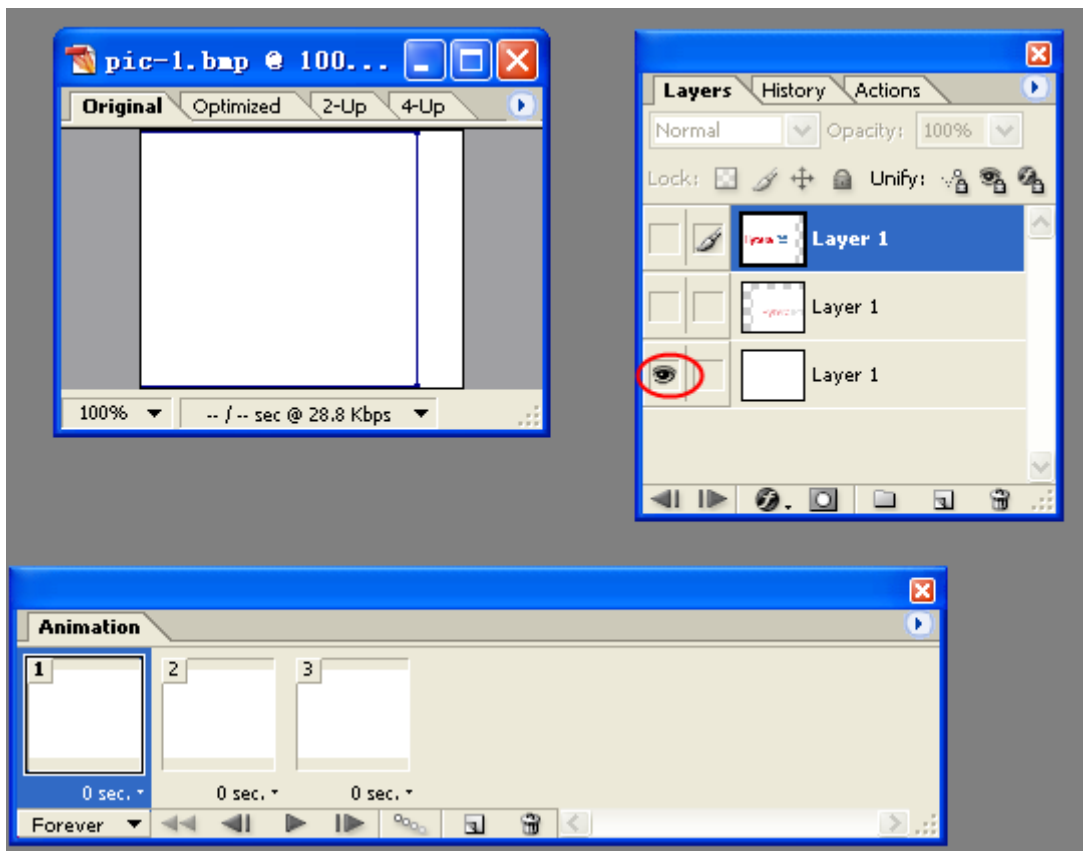 pic-1.bmp @ 100...
Original Optimized 2-Up 4-Up
100% -- / -- sec @ 28.8 Kbps
Layers History Actions
Normal Opacity: 100%
Lock: Unify:
Layer 1
Layer 1
Layer 1
Animation
1 2 3
0 sec. 0 sec. 0 sec.
Forever